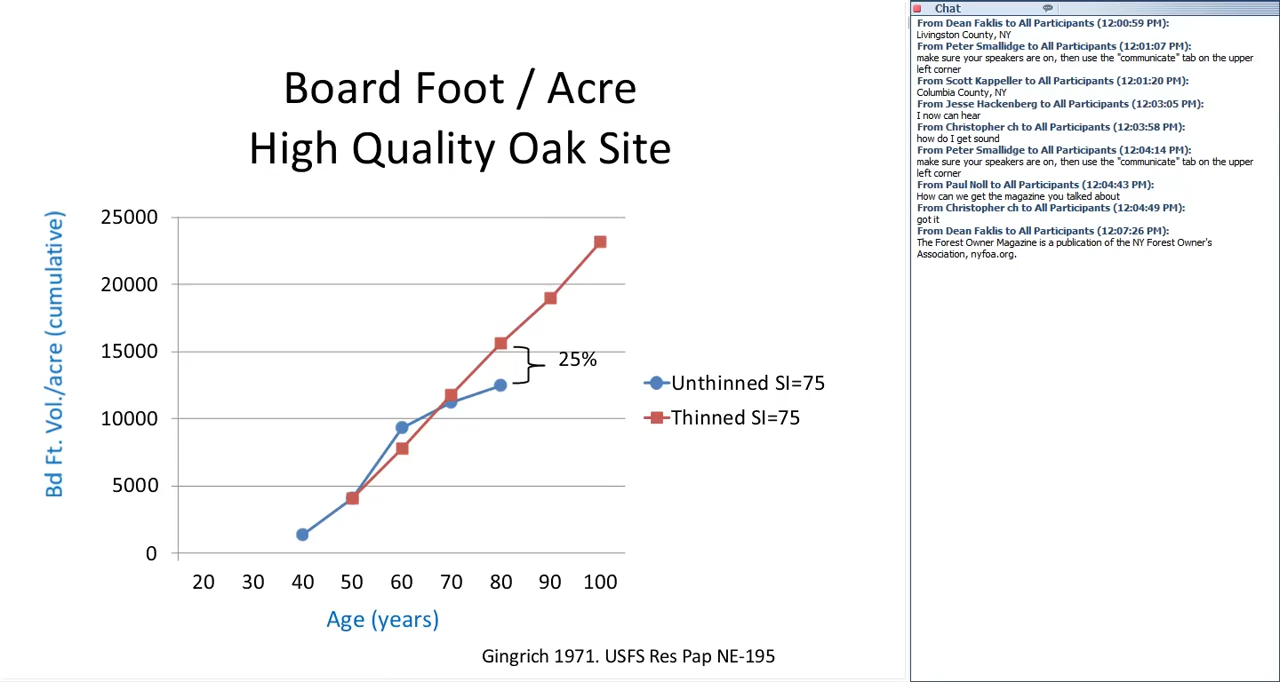 Board Foot / Acre
High Quality Oak Site
Bd Ft. Vol./acre (cumulative)
25000
20000
15000
10000
5000
0
25%
Unthinned SI=75
Thinned SI=75
20 30 40 50 60 70 80 90 100
Age (years)
Gingrich 1971. USFS Res Pap NE-195
Chat
From Dean Faklis to All Participants (12:00:59 PM):
Livingston County, NY
From Peter Smallidge to All Participants (12:01:07 PM):
make sure your speakers are on, then use the "communicate" tab on the upper
left corner
From Scott Kappeller to All Participants (12:01:20 PM):
Columbia County, NY
From Jesse Hackenberg to All Participants (12:03:05 PM):
I now can hear
From Christopher ch to All Participants (12:03:58 PM):
how do I get sound
From Peter Smallidge to All Participants (12:04:14 PM):
make sure your speakers are on, then use the "communicate" tab on the upper
left corner
From Paul Noll to All Participants (12:04:43 PM):
How can we get the magazine you talked about
From Christopher ch to All Participants (12:04:49 PM):
got it
From Dean Faklis to All Participants (12:07:26 PM):
The Forest Owner Magazine is a publication of the NY Forest Owner's
Association, nyfoa.org.